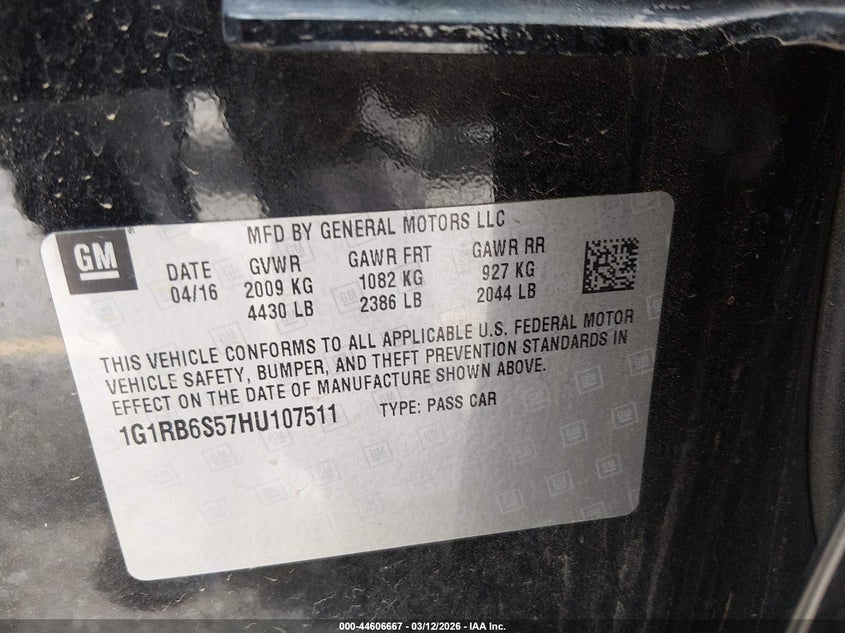 MFD BY GENERAL MOTORS LLC
GM
DATE GVWR GAWR FRT GAWR RR
04/16 2009 KG 1082 KG 927 KG
4430 LB 2386 LB 2044 LB
THIS VEHICLE CONFORMS TO ALL APPLICABLE U.S. FEDERAL MOTOR
VEHICLE SAFETY, BUMPER, AND THEFT PREVENTION STANDARDS IN
EFFECT ON THE DATE OF MANUFACTURE SHOWN ABOVE.
1G1RB6S57HU107511 TYPE: PASS CAR
000-44606667 - 03/12/2026 - IAA Inc.